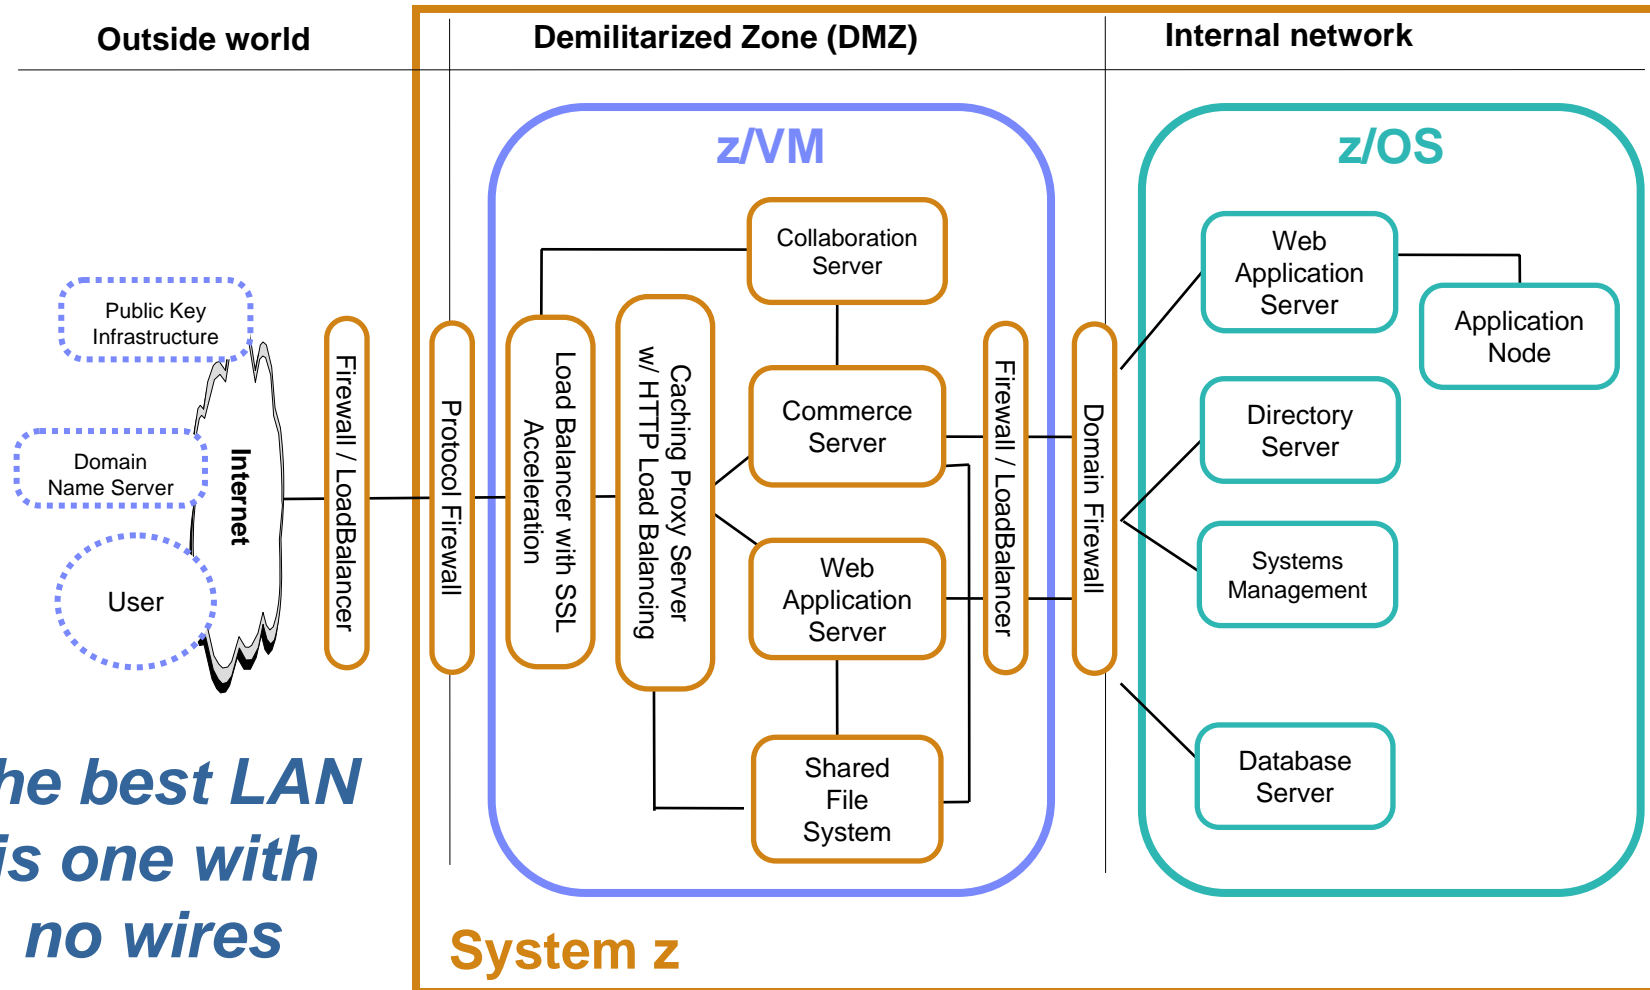 Outside world
Demilitarized Zone (DMZ)
Internal network
z/VM
z/OS
Public Key
Infrastructure
Domain
Name Server
User
Internet
Firewall / LoadBalancer
Protocol Firewall
Load Balancer with SSL
Acceleration
Caching Proxy Server
w/ HTTP Load Balancing
Collaboration
Server
Commerce
Server
Web
Application
Server
Shared
File
System
Firewall / LoadBalancer
Domain Firewall
Web
Application
Server
Application
Node
Directory
Server
Systems
Management
Database
Server
he best LAN
is one with
no wires
System z